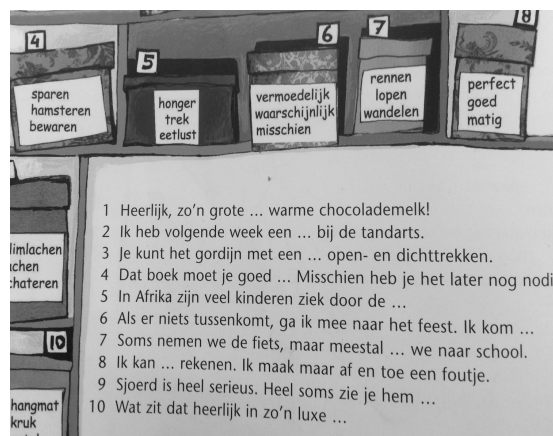 4
5
6
7
8
sparen
hamsteren
bewaren
honger
trek
eetlust
vermoedelijk
waarschijnlijk
misschien
rennen
lopen
wandelen
perfect
goed
matig
10
hangmat
kruk
1 Heerlijk, zo'n grote ... warme chocolademelk!
2 Ik heb volgende week een ... bij de tandarts.
3 Je kunt het gordijn met een ... open- en dichttrekken.
4 Dat boek moet je goed ... Misschien heb je het later nog nodi
5 In Afrika zijn veel kinderen ziek door de ...
6 Als er niets tussenkomt, ga ik mee naar het feest. Ik kom ...
7 Soms nemen we de fiets, maar meestal ... we naar school.
8 Ik kan ... rekenen. Ik maak maar af en toe een foutje.
9 Sjoerd is heel serieus. Heel soms zie je hem ...
10 Wat zit dat heerlijk in zo'n luxe ...